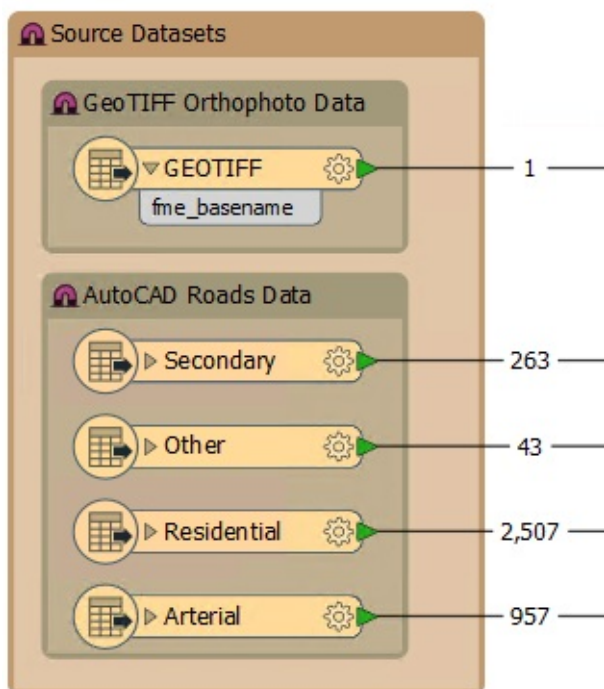 Source Datasets
GeoTIFF Orthophoto Data
GEOTIFF 1
fme_basename
AutoCAD Roads Data
Secondary 263
Other 43
Residential 2,507
Arterial 957